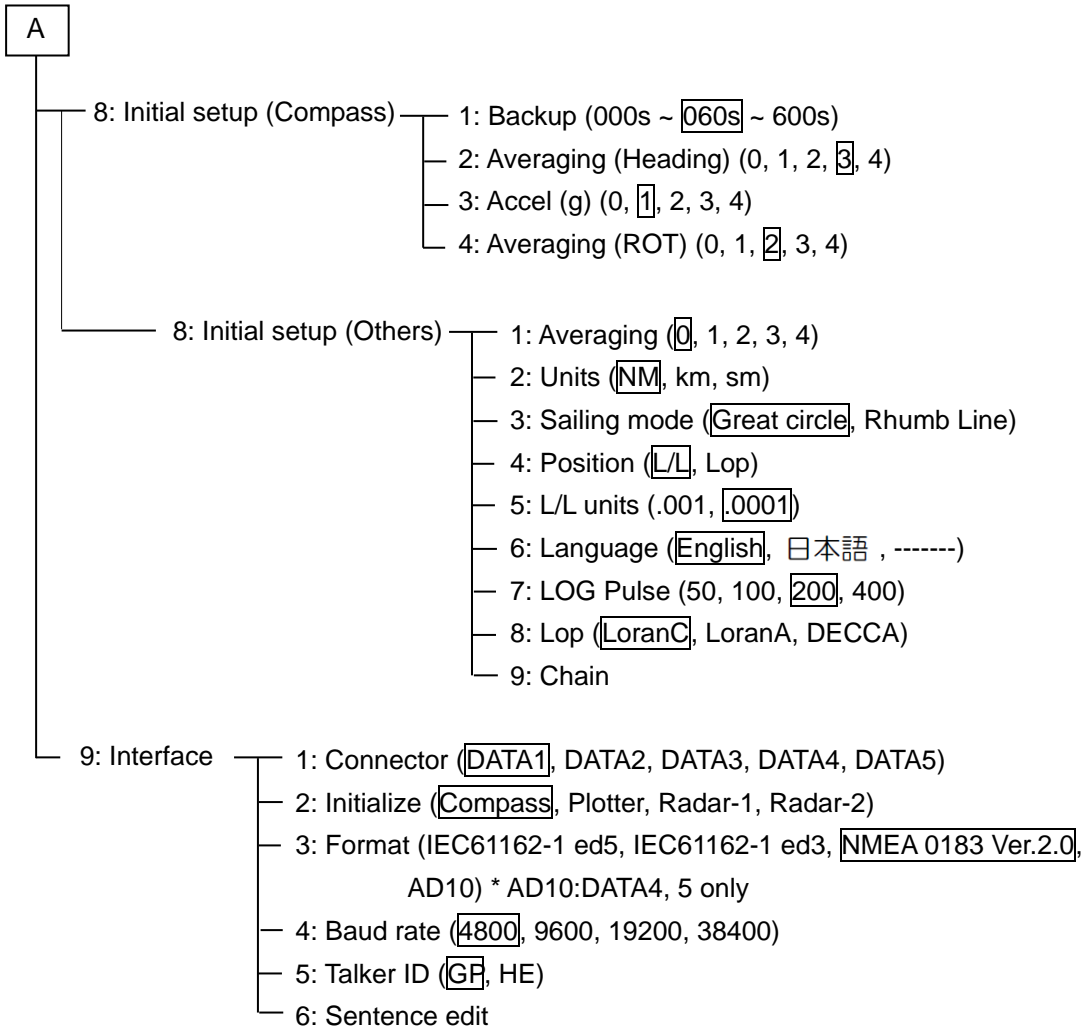 A
8: Initial setup (Compass)
1: Backup (000s ~ 060s ~ 600s)
2: Averaging (Heading) (0, 1, 2, 3, 4)
3: Accel (g) (0, 1, 2, 3, 4)
4: Averaging (ROT) (0, 1, 2, 3, 4)
8: Initial setup (Others)
1: Averaging (0, 1, 2, 3, 4)
2: Units (NM, km, sm)
3: Sailing mode (Great circle, Rhumb Line)
4: Position (L/L, Lop)
5: L/L units (.001, .0001)
6: Language (English, 日本語 , -------)
7: LOG Pulse (50, 100, 200, 400)
8: Lop (LoranC, LoranA, DECCA)
9: Chain
9: Interface
1: Connector (DATA1, DATA2, DATA3, DATA4, DATA5)
2: Initialize (Compass, Plotter, Radar-1, Radar-2)
3: Format (IEC61162-1 ed5, IEC61162-1 ed3, NMEA 0183 Ver.2.0,
AD10) * AD10:DATA4, 5 only
4: Baud rate (4800, 9600, 19200, 38400)
5: Talker ID (GP, HE)
6: Sentence edit